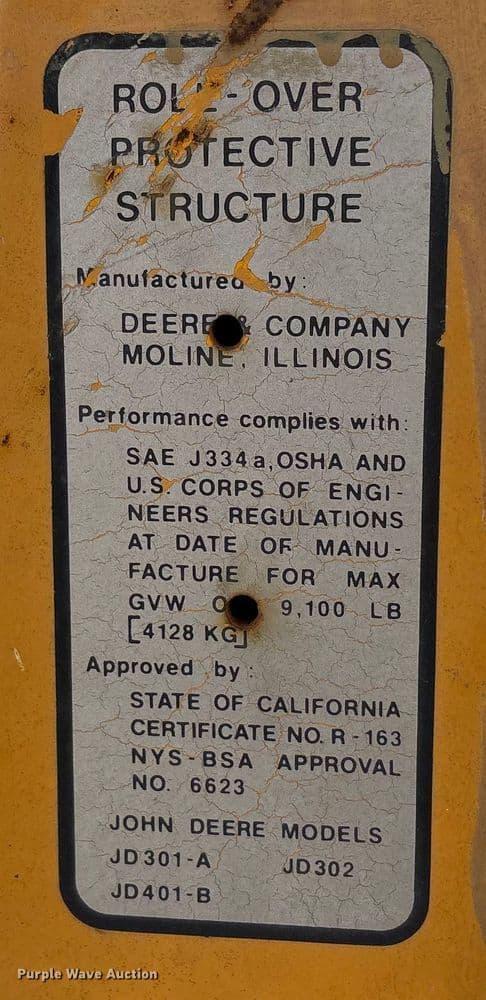 ROLL-OVER
PROTECTIVE
STRUCTURE
Manufactured by:
DEERE & COMPANY
MOLINE, ILLINOIS
Performance complies with:
SAE J334a, OSHA AND
U.S. CORPS OF ENGI-
NEERS REGULATIONS
AT DATE OF MANU-
FACTURE FOR MAX
GVW 9,100 LB
[4128 KG]
Approved by:
STATE OF CALIFORNIA
CERTIFICATE NO. R-163
NYS-BSA APPROVAL
NO. 6623
JOHN DEERE MODELS
JD301-A JD302
JD401-B
Purple Wave Auction